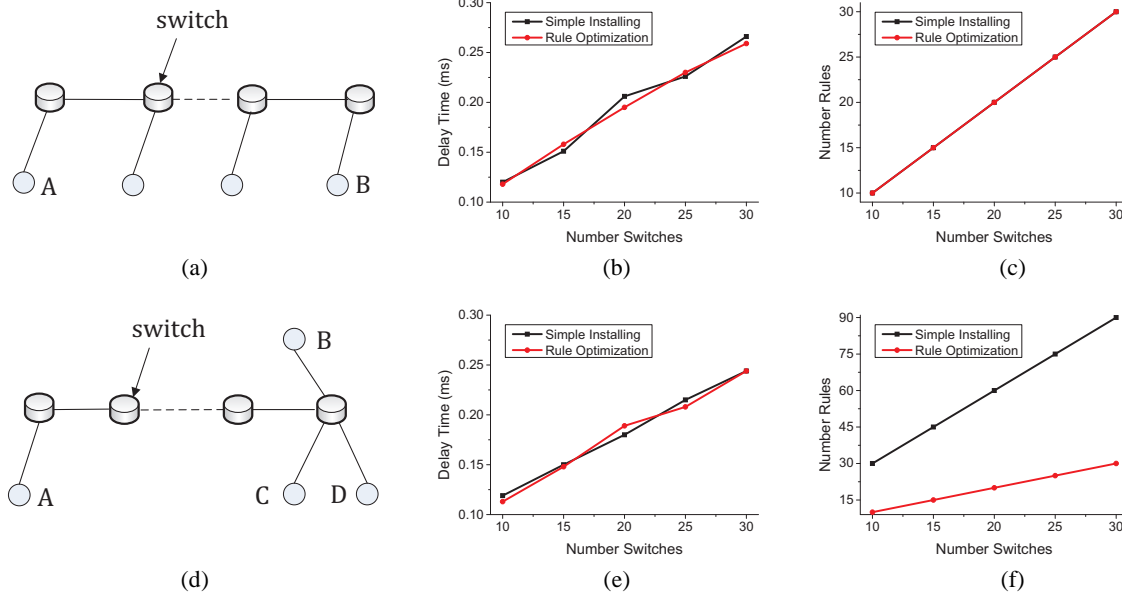 switch
A
B
(a)
0.30
0.25
0.20
0.15
0.10
Delay Time (ms)
Simple Installing
Rule Optimization
10 15 20 25 30
Number Switches
(b)
30
25
20
15
10
Number Rules
Simple Installing
Rule Optimization
10 15 20 25 30
Number Switches
(c)
switch
B
A
C
D
(d)
0.30
0.25
0.20
0.15
0.10
Delay Time (ms)
Simple Installing
Rule Optimization
10 15 20 25 30
Number Switches
(e)
90
75
60
45
30
15
Number Rules
Simple Installing
Rule Optimization
10 15 20 25 30
Number Switches
(f)